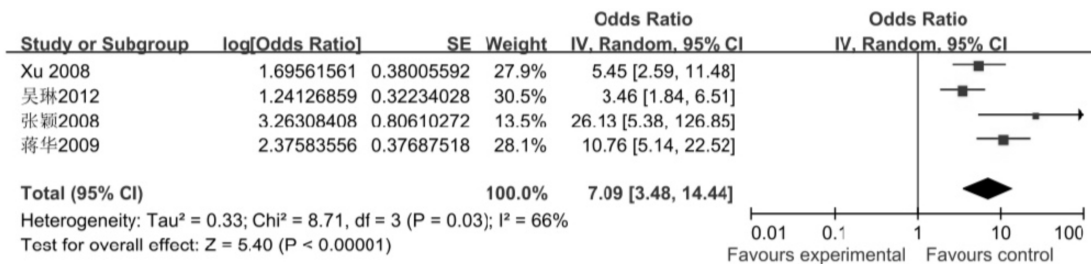 Odds Ratio Odds Ratio
Study or Subgroup log[Odds Ratio] SE Weight IV, Random, 95% CI IV, Random, 95% CI
Xu 2008 1.69561561 0.38005592 27.9% 5.45 [2.59, 11.48]
吴琳2012 1.24126859 0.32234028 30.5% 3.46 [1.84, 6.51]
张颖2008 3.26308408 0.80610272 13.5% 26.13 [5.38, 126.85]
蒋华2009 2.37583556 0.37687518 28.1% 10.76 [5.14, 22.52]
Total (95% CI) 100.0% 7.09 [3.48, 14.44]
Heterogeneity: Tau² = 0.33; Chi² = 8.71, df = 3 (P = 0.03); I² = 66%
Test for overall effect: Z = 5.40 (P < 0.00001)
0.01 0.1 1 10 100
Favours experimental Favours control